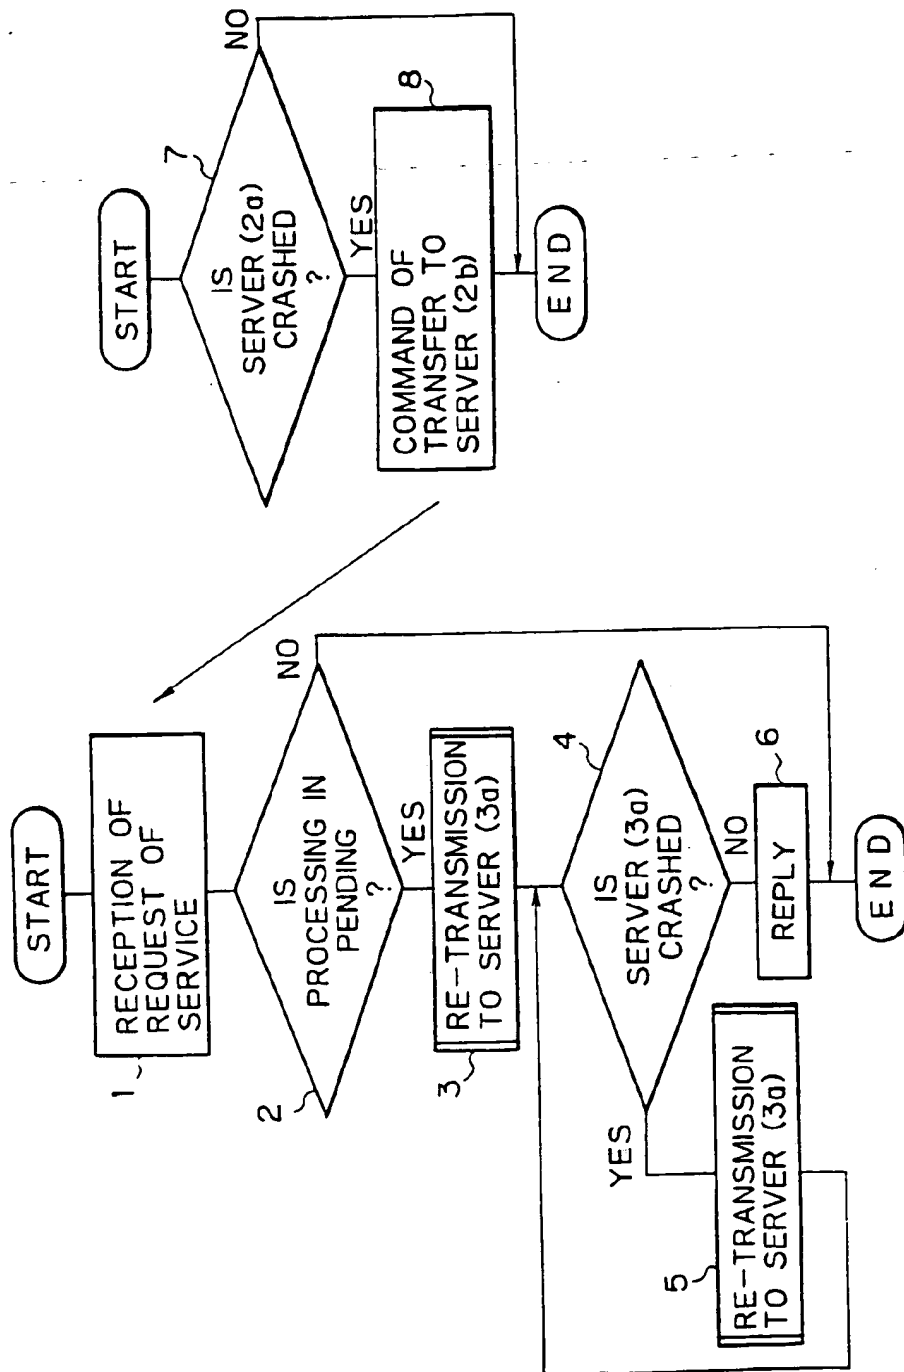 START
1
RECEPTION OF
REQUEST OF
SERVICE
2
IS
PROCESSING IN
PENDING
?
NO
YES
3
RE-TRANSMISSION
TO SERVER (3a)
4
IS
SERVER (3a)
CRASHED
?
YES
NO
5
RE-TRANSMISSION
TO SERVER (3a)
6
REPLY
END
START
7
IS
SERVER (2a)
CRASHED
?
NO
YES
8
COMMAND OF
TRANSFER TO
SERVER (2b)
END